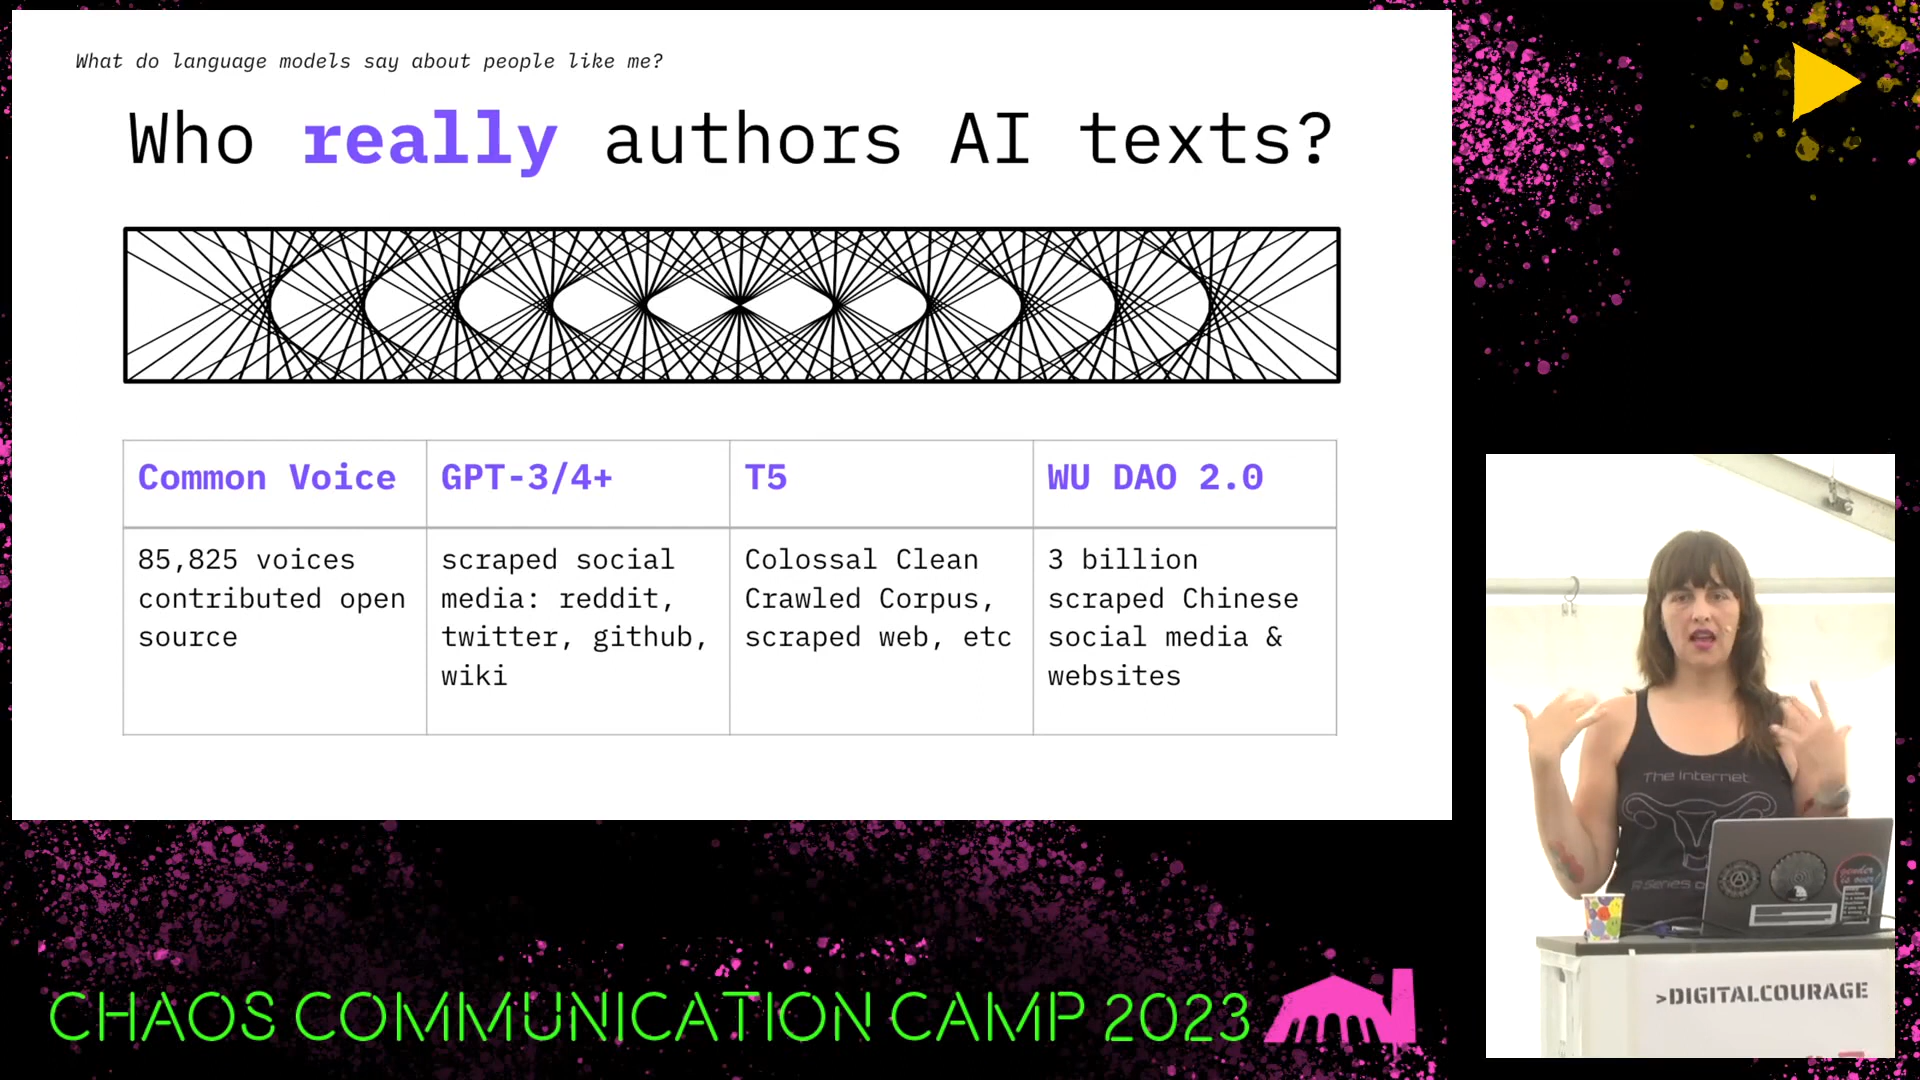 What do language models say about people like me?
Who really authors AI texts?
Common Voice
85,825 voices
contributed open
source
GPT-3/4+
scraped social
media: reddit,
twitter, github,
wiki
T5
Colossal Clean
Crawled Corpus,
scraped web, etc
WU DAO 2.0
3 billion
scraped Chinese
social media &
websites
The Internet
>DIGITALCOURAGE
CHAOS COMMUNICATION CAMP 2023